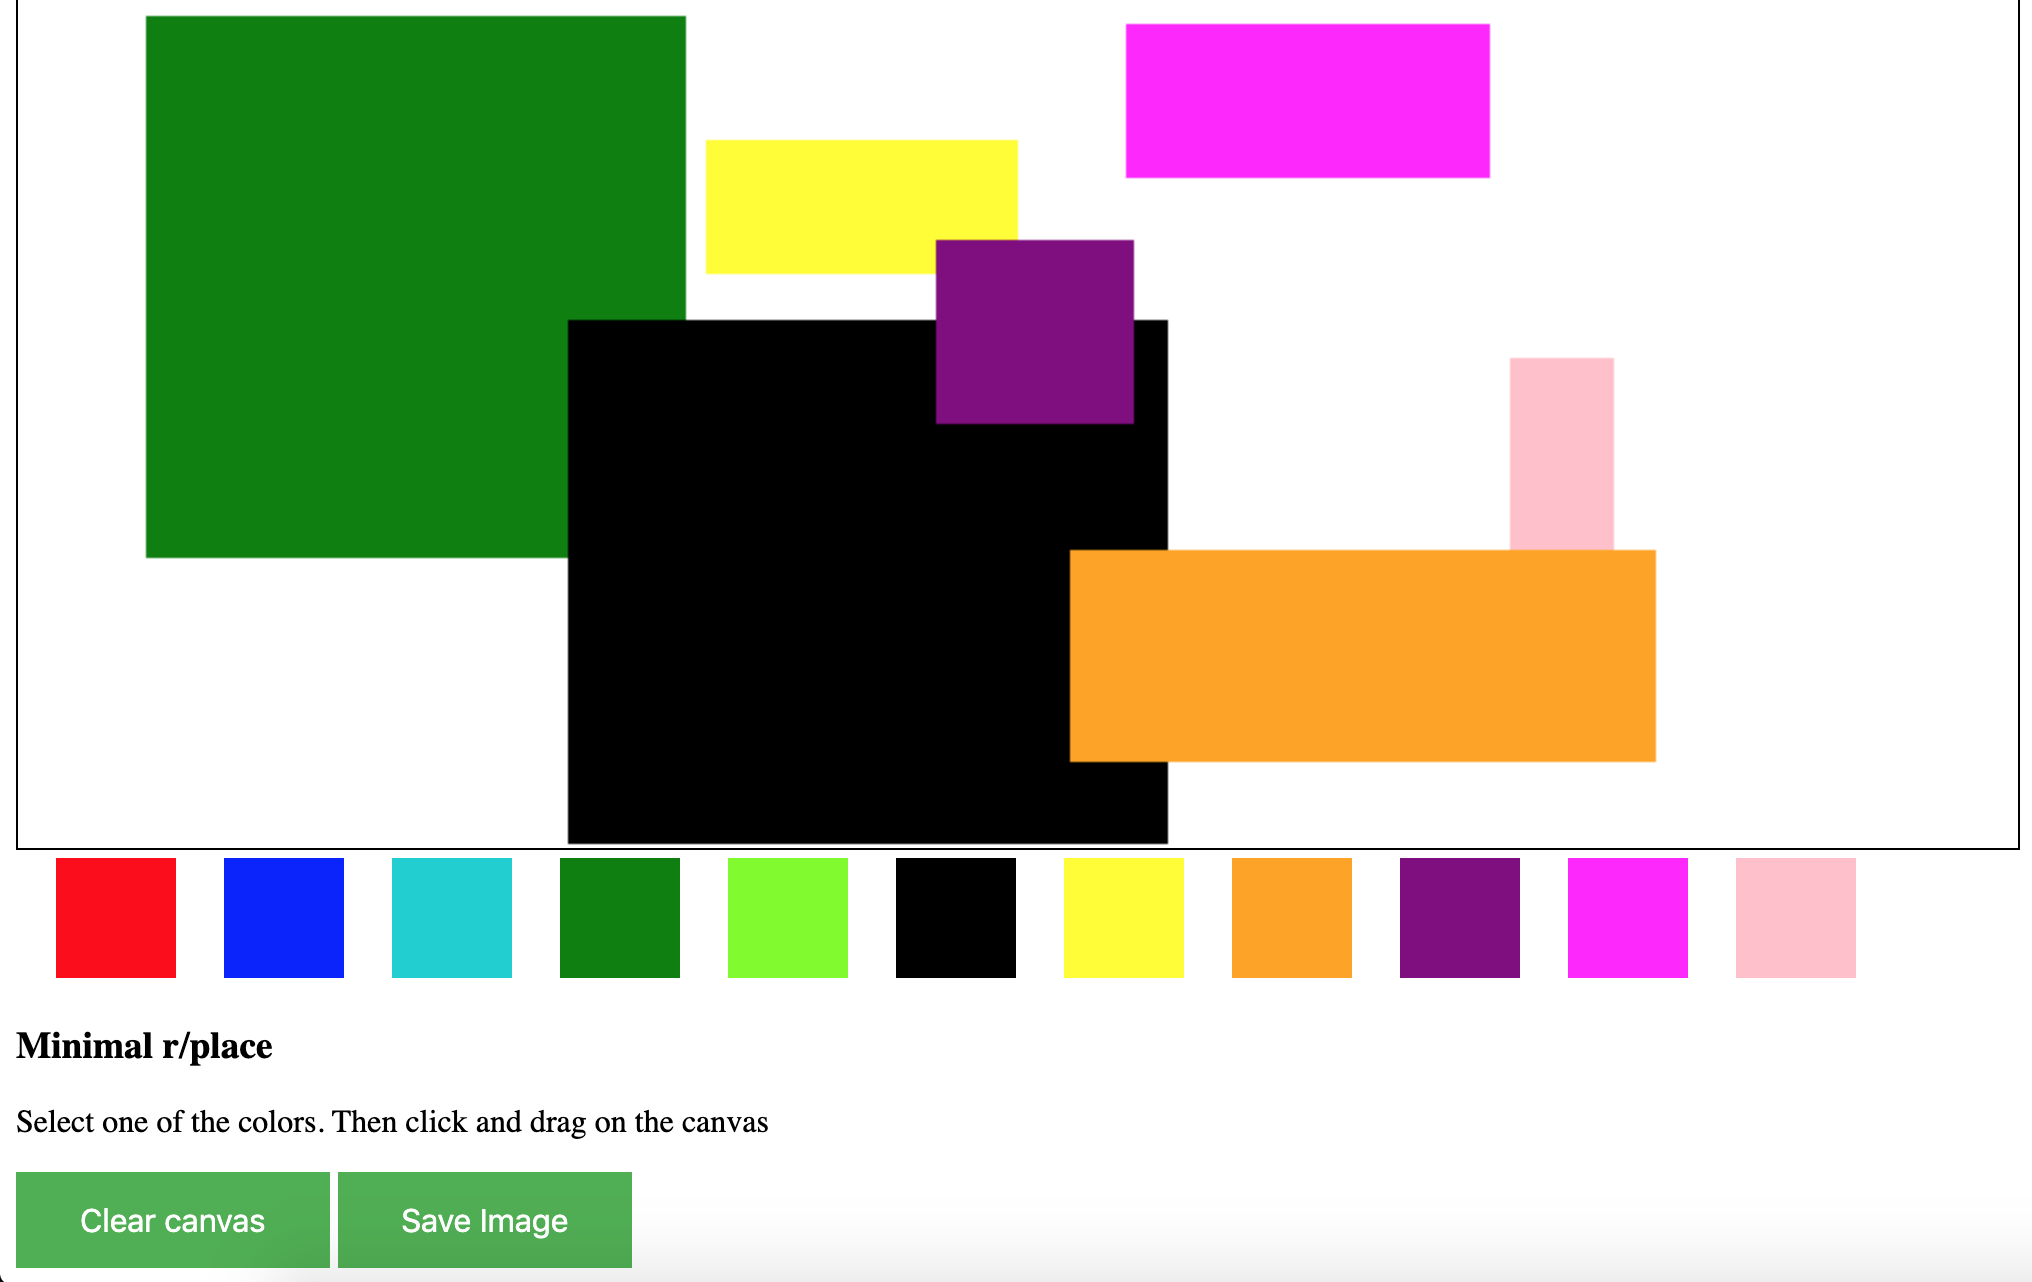 Minimal r/place
Select one of the colors. Then click and drag on the canvas
Clear canvas
Save Image